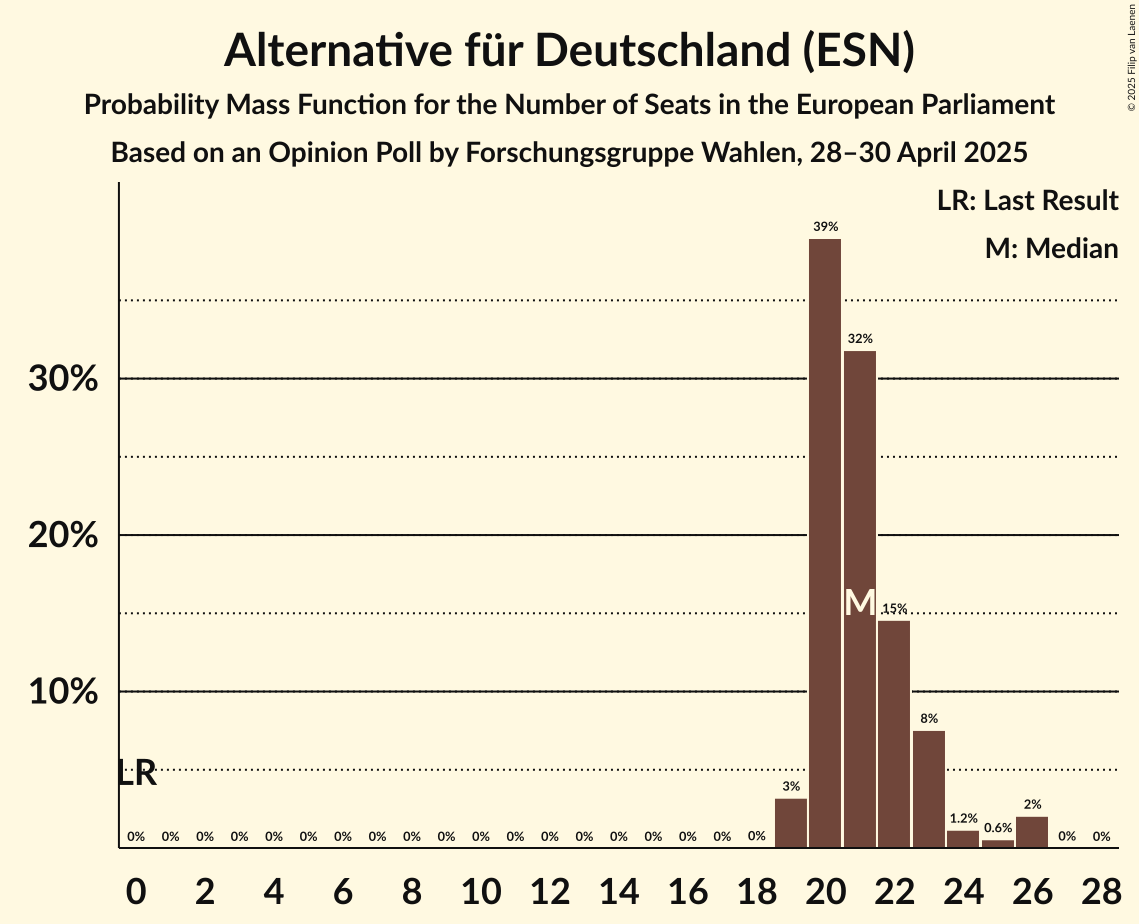 Alternative für Deutschland (ESN)
Probability Mass Function for the Number of Seats in the European Parliament
Based on an Opinion Poll by Forschungsgruppe Wahlen, 28–30 April 2025
© 2025 Filip van Laenen
LR: Last Result
M: Median
39%
32%
30%
20%
M
15%
10%
8%
LR
3%
2%
1.2%
0.6%
0% 0% 0% 0% 0% 0% 0% 0% 0% 0% 0% 0% 0% 0% 0% 0% 0% 0% 0% 0% 0%
0 2 4 6 8 10 12 14 16 18 20 22 24 26 28